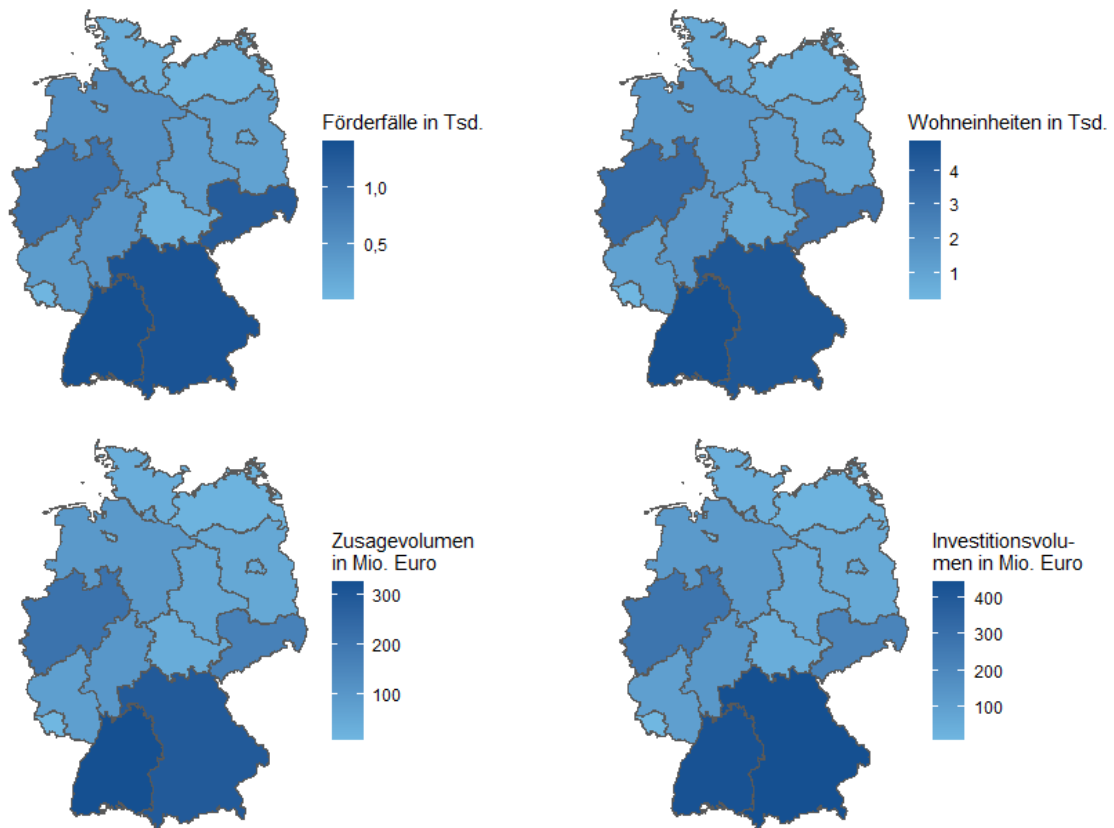 Förderfälle in Tsd.
1,0
0,5
Wohneinheiten in Tsd.
4
3
2
1
Zusagevolumen
in Mio. Euro
300
200
100
Investitionsvolu-
men in Mio. Euro
400
300
200
100